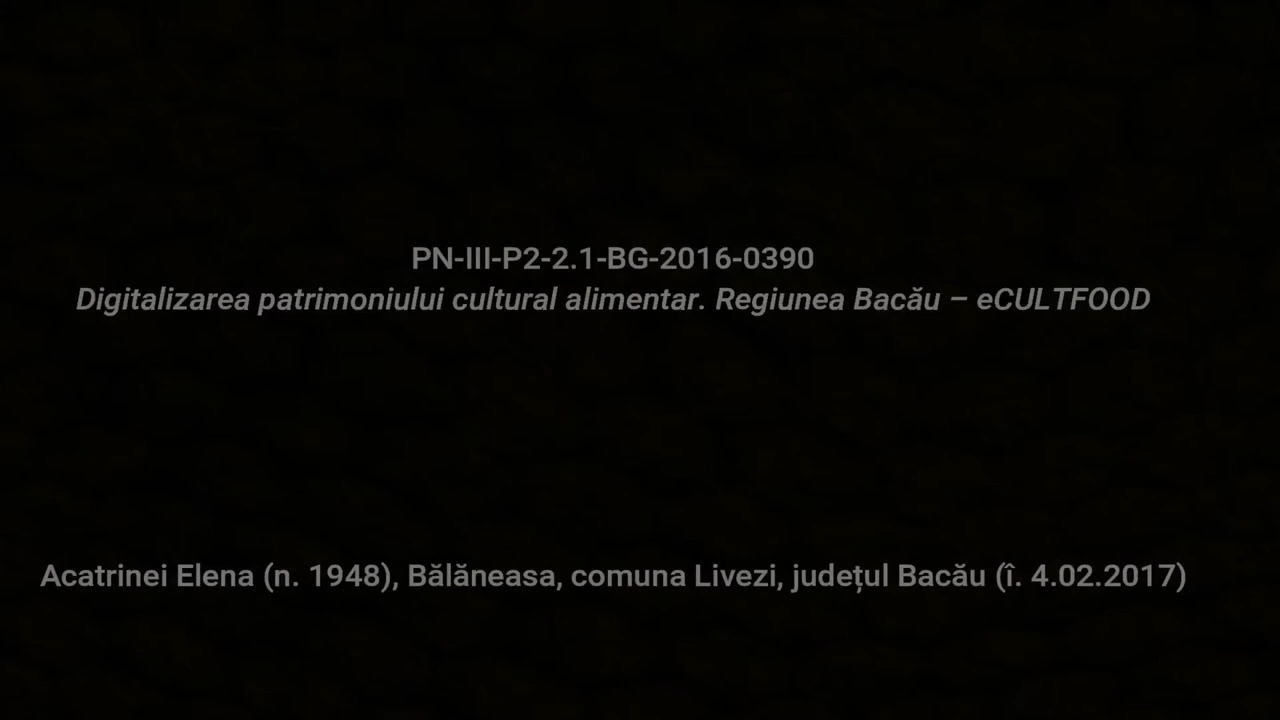 PN-III-P2-2.1-BG-2016-0390
Digitalizarea patrimoniului cultural alimentar. Regiunea Bacău – eCULTFOOD
Acatrinei Elena (n. 1948), Bălăneasa, comuna Livezi, județul Bacău (î. 4.02.2017)